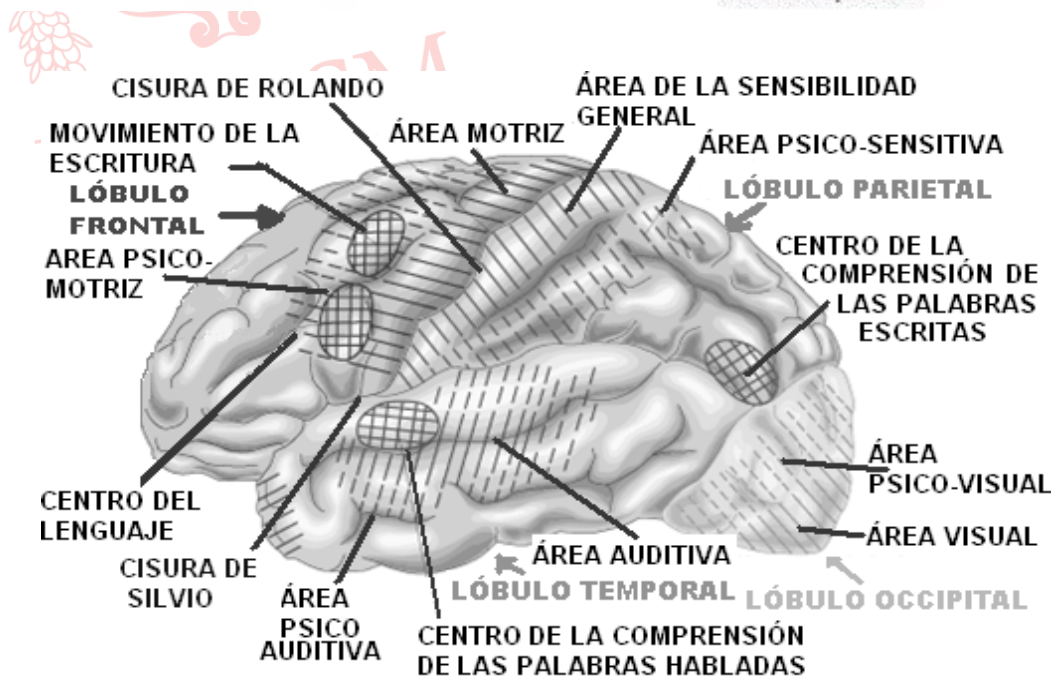 CISURA DE ROLANDO
ÁREA DE LA SENSIBILIDAD
GENERAL
MOVIMIENTO DE LA
ESCRITURA
ÁREA MOTRIZ
ÁREA PSICO-SENSITIVA
LÓBULO
FRONTAL
LÓBULO PARIETAL
AREA PSICO-
MOTRIZ
CENTRO DE LA
COMPRENSIÓN DE
LAS PALABRAS
ESCRITAS
ÁREA
PSICO-VISUAL
CENTRO DEL
LENGUAJE
ÁREA VISUAL
CISURA DE
SILVIO
ÁREA AUDITIVA
LÓBULO TEMPORAL
LÓBULO OCCIPITAL
ÁREA
PSICO
AUDITIVA
CENTRO DE LA COMPRENSIÓN
DE LAS PALABRAS HABLADAS